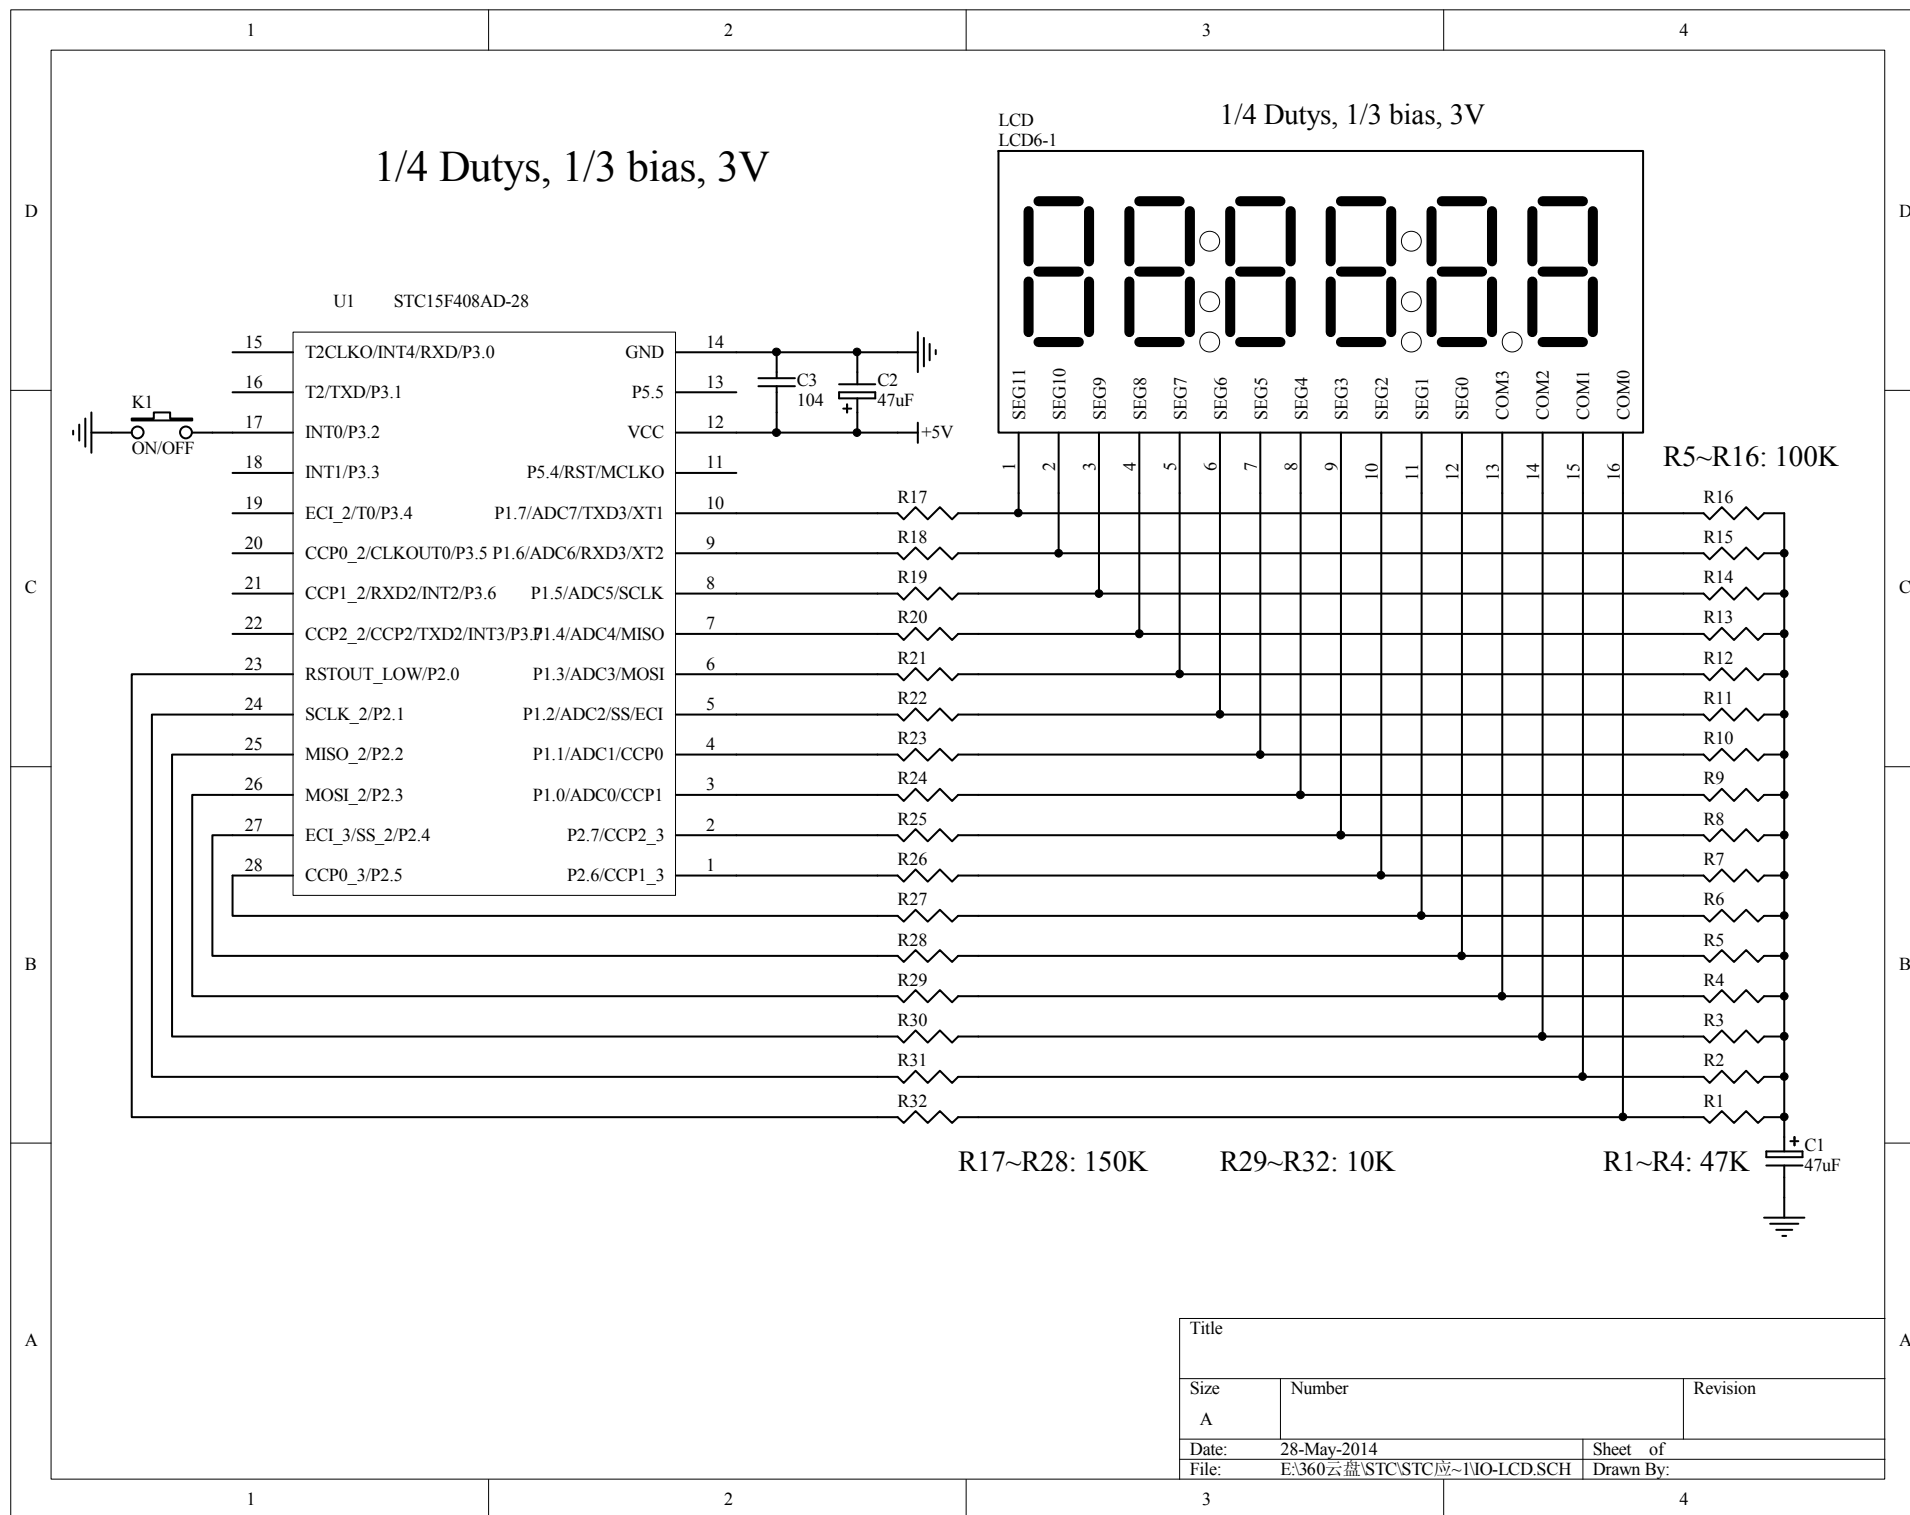 1 2 3 4
1/4 Dutys, 1/3 bias, 3V
LCD
LCD6-1
1/4 Dutys, 1/3 bias, 3V
D D
U1 STC15F408AD-28
15 T2CLKO/INT4/RXD/P3.0 GND 14
16 T2/TXD/P3.1 P5.5 13
17 INT0/P3.2 VCC 12
18 INT1/P3.3 P5.4/RST/MCLKO 11
19 ECI_2/T0/P3.4 P1.7/ADC7/TXD3/XT1 10
20 CCP0_2/CLKOUT0/P3.5 P1.6/ADC6/RXD3/XT2 9
21 CCP1_2/RXD2/INT2/P3.6 P1.5/ADC5/SCLK 8
22 CCP2_2/CCP2/TXD2/INT3/P3.7 P1.4/ADC4/MISO 7
23 RSTOUT_LOW/P2.0 P1.3/ADC3/MOSI 6
24 SCLK_2/P2.1 P1.2/ADC2/SS/ECI 5
25 MISO_2/P2.2 P1.1/ADC1/CCP0 4
26 MOSI_2/P2.3 P1.0/ADC0/CCP1 3
27 ECI_3/SS_2/P2.4 P2.7/CCP2_3 2
28 CCP0_3/P2.5 P2.6/CCP1_3 1
K1
ON/OFF
C3
104
C2
+ 47uF
+5V
SEG11 SEG10 SEG9 SEG8 SEG7 SEG6 SEG5 SEG4 SEG3 SEG2 SEG1 SEG0 COM3 COM2 COM1 COM0
1 2 3 4 5 6 7 8 9 10 11 12 13 14 15 16
R5~R16: 100K
R17 R16
R18 R15
R19 R14
R20 R13
R21 R12
R22 R11
R23 R10
R24 R9
R25 R8
R26 R7
R27 R6
R28 R5
R29 R4
R30 R3
R31 R2
R32 R1
C C
B B
R17~R28: 150K R29~R32: 10K R1~R4: 47K
+ C1
47uF
A A
Title
Size Number Revision
A
Date: 28-May-2014 Sheet of
File: E:\360云盘\STC\STC应~1\IO-LCD.SCH Drawn By:
1 2 3 4